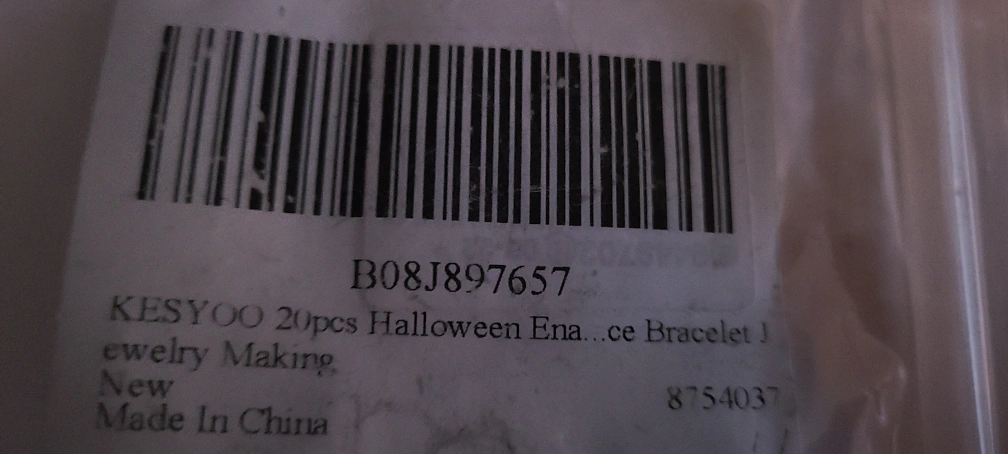 B08J897657
KESYOO 20pcs Halloween Ena...ce Bracelet J
ewelry Making,
New
8754037
Made In China